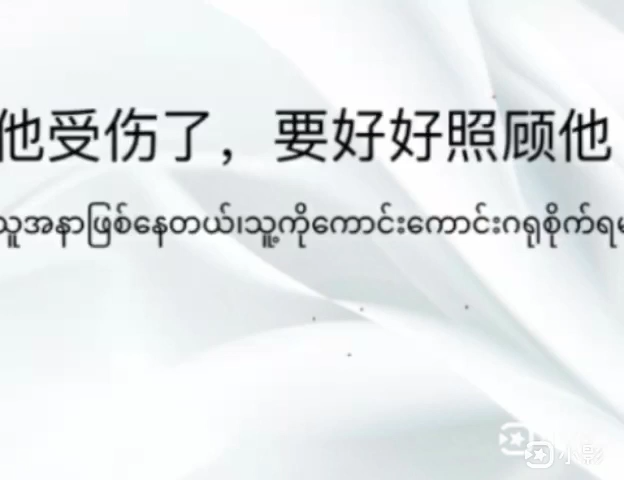 他受伤了，要好好照顾他
သူအနာဖြစ်နေတယ်၊သူ့ကိုကောင်းကောင်းဂရုစိုက်ရမ
小影